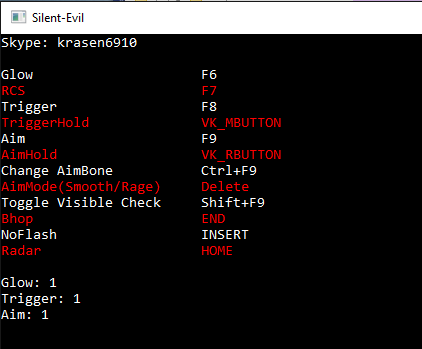 Silent-Evil
Skype: krasen6910
Glow F6
RCS F7
Trigger F8
TriggerHold VK_MBUTTON
Aim F9
AimHold VK_RBUTTON
Change AimBone Ctrl+F9
AimMode(Smooth/Rage) Delete
Toggle Visible Check Shift+F9
Bhop END
NoFlash INSERT
Radar HOME
Glow: 1
Trigger: 1
Aim: 1